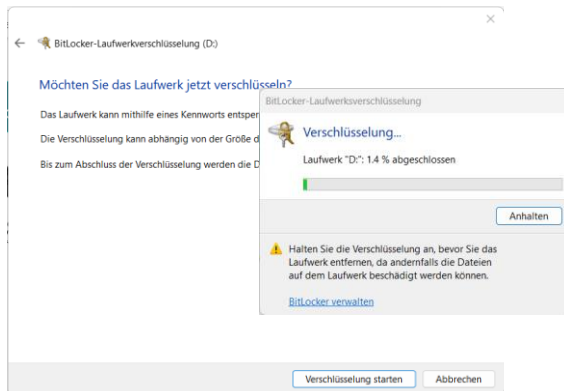 BitLocker-Laufwerkverschlüsselung (D:)
Möchten Sie das Laufwerk jetzt verschlüsseln?
Das Laufwerk kann mithilfe eines Kennworts
Die Verschlüsselung kann abhängig von der Größe
Bis zum Abschluss der Verschlüsselung werden die
BitLocker-Laufwerksverschlüsselung
Verschlüsselung...
Laufwerk "D:": 1.4 % abgeschlossen
Anhalten
Halten Sie die Verschlüsselung an, bevor Sie das
Laufwerk entfernen, da andernfalls die Dateien
auf dem Laufwerk beschädigt werden können.
BitLocker verwalten
Verschlüsselung starten Abbrechen